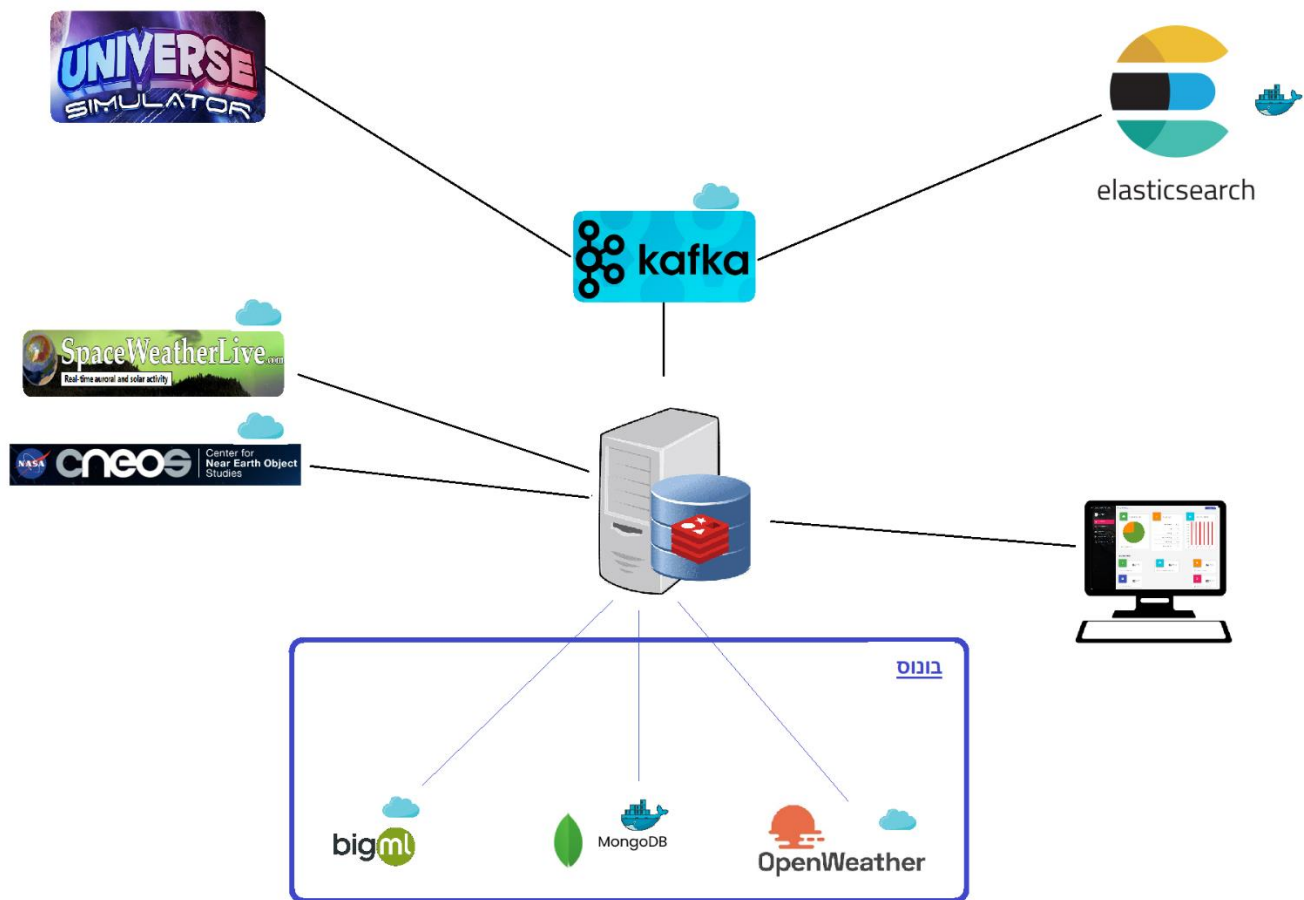 UNIVERSE
SIMULATOR
elasticsearch
kafka
SpaceWeatherLive.com
Real-time auroral and solar activity
NASA
cneos
Center for
Near Earth Object
Studies
בונוס
bigml
MongoDB
OpenWeather